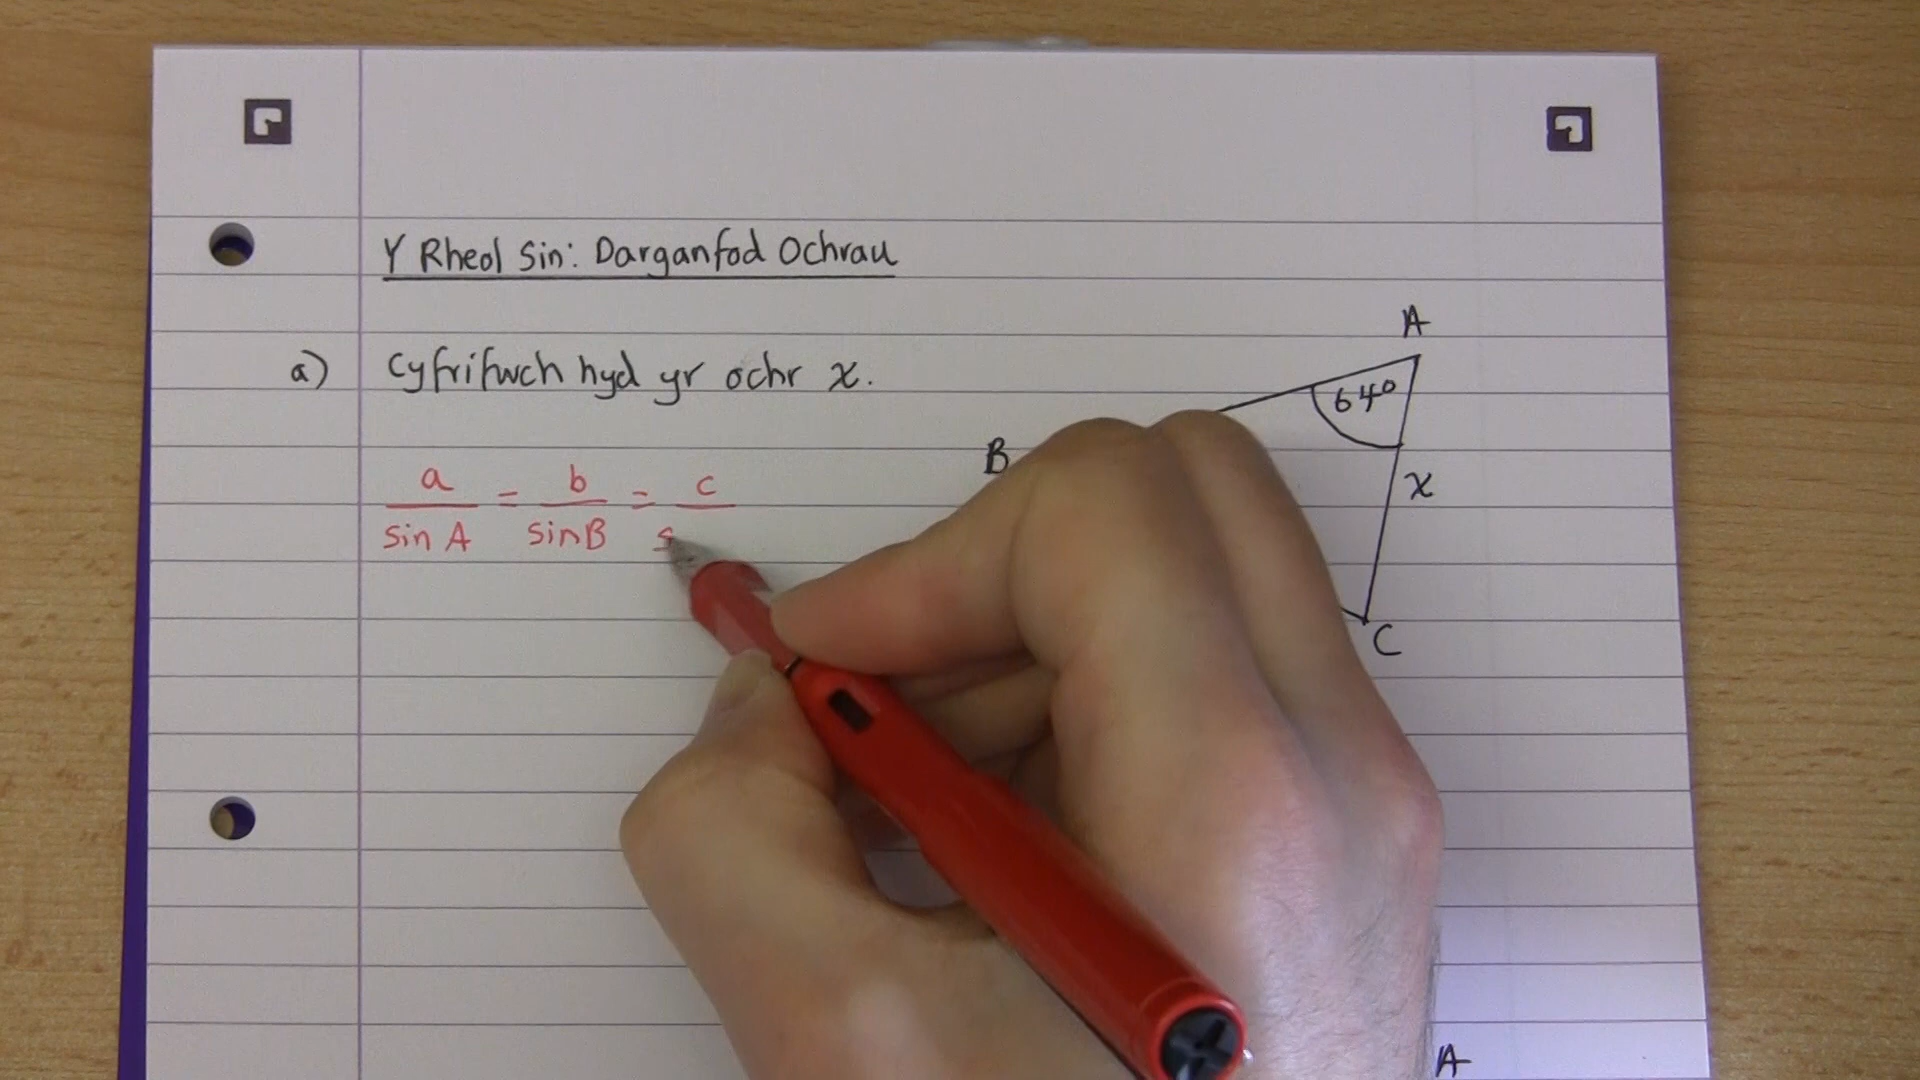 Y Rheol Sin: Darganfod Ochrau
A
a) Cyfrifwch hyd yr ochr x.
64°
B
a = b = c
x
sin A sin B s
C
A